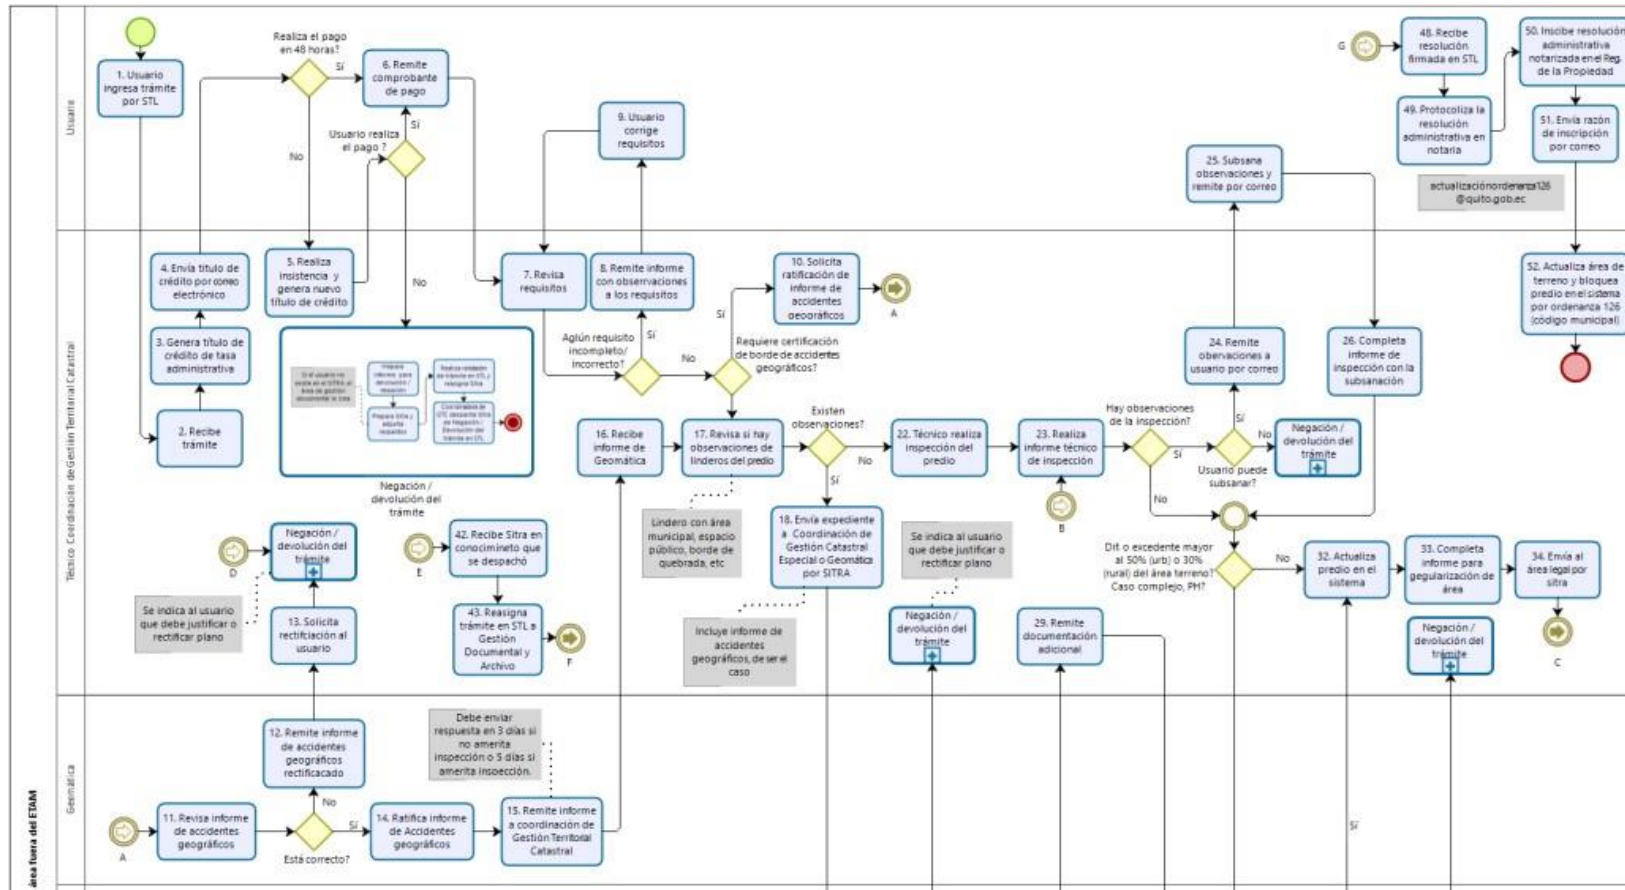 área fuera del ETAM
Usuario
1. Usuario
ingresa trámite
por STL
Realiza el pago
en 48 horas?
Sí
No
6. Remite
comprobante
de pago
Usuario realiza
el pago ?
Sí
No
9. Usuario
corrige
requisitos
25. Subsana
observaciones y
remite por correo
G
48. Recibe
resolución
firmada en STL
49. Protocoliza la
resolución
administrativa en
notaria
50. Inscibe resolución
administrativa
notarizada en el Reg.
de la Propiedad
51. Envía razón
de inscripción
por correo
actualizaciónordenanza126
@quito.gob.ec
Técnico Coordinación de Gestión Territorial Catastral
4. Envía título de
crédito por correo
electrónico
3. Genera título de
crédito de tasa
administrativa
2. Recibe
trámite
5. Realiza
insistencia y
genera nuevo
título de crédito
Negación /
devolución del
trámite
7. Revisa
requisitos
8. Remite informe
con observaciones
a los requisitos
Aglún requisito
incompleto/
incorrecto?
Sí
No
10. Solicita
ratificación de
informe de
accidentes
geográficos
A
Sí
Requiere certificación
de borde de accidentes
geográficos?
16. Recibe
informe de
Geomática
17. Revisa si hay
observaciones de
linderos del predio
Existen
observaciones?
No
Sí
22. Técnico realiza
inspección del
predio
23. Realiza
informe técnico
de inspección
B
Hay observaciones
de la inspección?
Sí
No
24. Remite
obervaciones a
usuario por correo
Sí
No
Usuario puede
subsanar?
Negación /
devolución del
trámite
26. Completa
informe de
inspección con la
subsanación
52. Actualiza área de
terreno y bloquea
predio en el sistema
por ordenanza 126
(código municipal)
Lindero con área
municipal, espacio
público, borde de
quebrada, etc
18. Envía expediente
a Coordinación de
Gestión Catastral
Especial o Geomática
por SITRA
Incluye informe de
accidentes
geográficos, de ser el
caso
Se indica al usuario
que debe justificar o
rectificar plano
Negación /
devolución del
trámite
29. Remite
documentación
adicional
Dit o excedente mayor
al 50% (urb) o 30%
(rural) del área terreno?
Caso complejo, PH?
No
32. Actualiza
predio en el
sistema
33. Completa
informe para
gegularización de
área
34. Envía al
área legal por
sitra
C
Negación /
devolución del
trámite
D
Negación /
devolución del
trámite
Se indica al usuario
que debe justificar o
rectificar plano
13. Solicita
rectifciación al
usuario
E
42. Recibe Sitra en
conocimineto que
se despachó
43. Reasigna
trámite en STL a
Gestión
Documental y
Archivo
F
Geomática
12. Remite informe
de accidentes
geográficos
rectificacado
Debe enviar
respuesta en 3 días si
no amerita
inspección o 5 días si
amerita inspección.
A
11. Revisa informe
de accidentes
geográficos
No
Sí
Está correcto?
14. Ratifica informe
de Accidentes
geográficos
15. Remite informe
a coordinación de
Gestión Territorial
Catastral
Sí